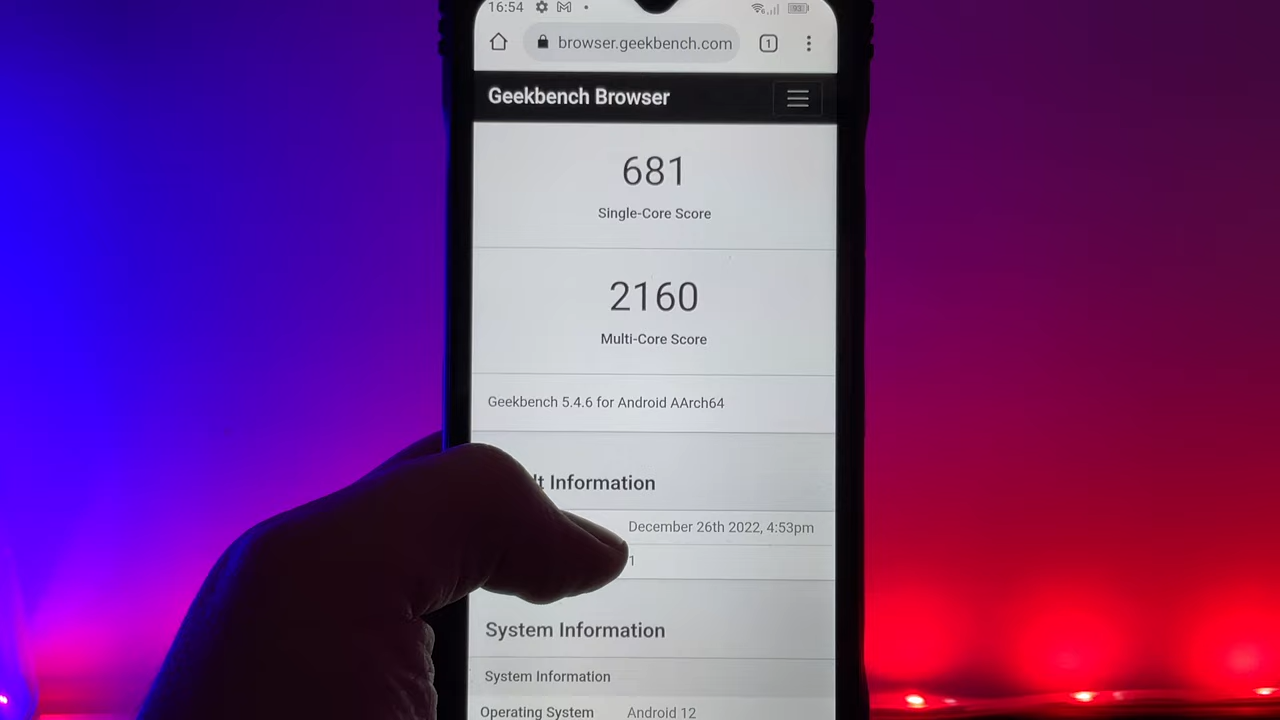 16:54
browser.geekbench.com
1
Geekbench Browser
681
Single-Core Score
2160
Multi-Core Score
Geekbench 5.4.6 for Android AArch64
lt Information
December 26th 2022, 4:53pm
1
System Information
System Information
Operating System Android 12